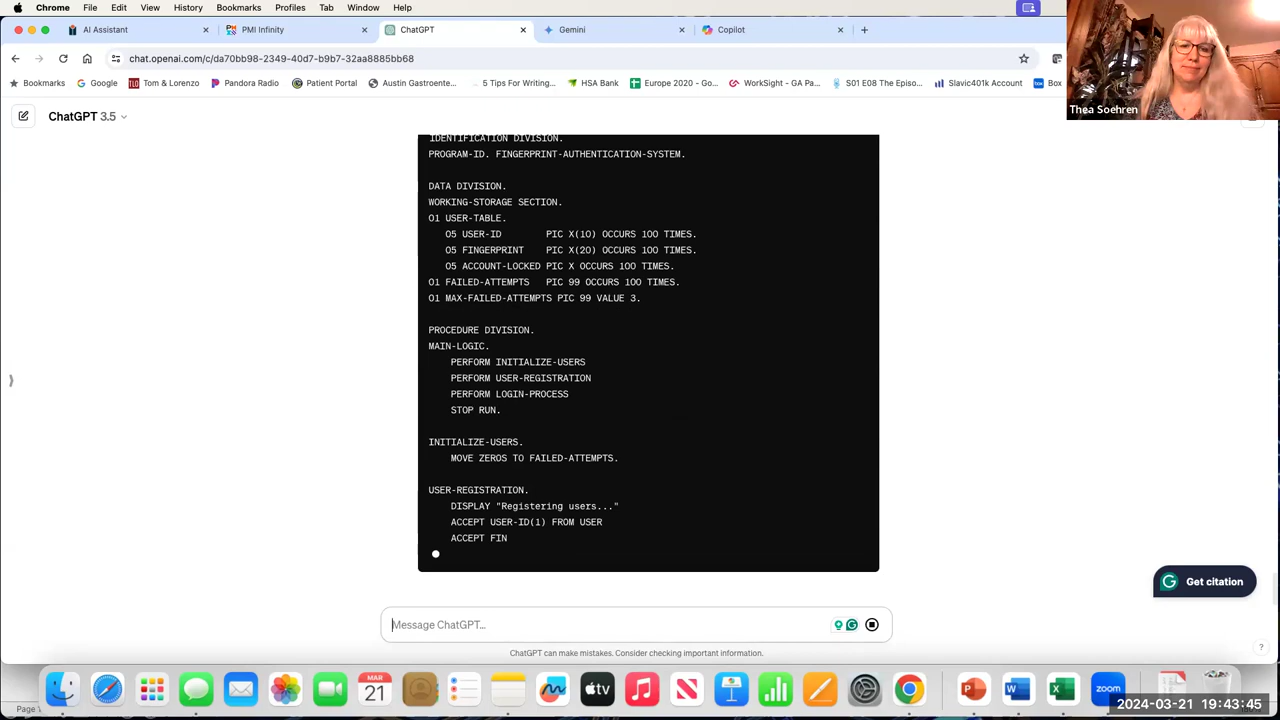 Chrome File Edit View History Bookmarks Profiles Tab Window Help
AI Assistant PMI Infinity ChatGPT Gemini Copilot
chat.openai.com/c/da70bb98-2349-40d7-b9b7-32aa8885bb68
Bookmarks Google Tom & Lorenzo Pandora Radio Patient Portal Austin Gastroente... 5 Tips For Writing... HSA Bank Europe 2020 - Go... WorkSight - GA Pa... S01 E08 The Episo... Slavic401k Account Box
Thea Soehren
ChatGPT 3.5
IDENTIFICATION DIVISION.
PROGRAM-ID. FINGERPRINT-AUTHENTICATION-SYSTEM.
DATA DIVISION.
WORKING-STORAGE SECTION.
01 USER-TABLE.
05 USER-ID PIC X(10) OCCURS 100 TIMES.
05 FINGERPRINT PIC X(20) OCCURS 100 TIMES.
05 ACCOUNT-LOCKED PIC X OCCURS 100 TIMES.
01 FAILED-ATTEMPTS PIC 99 OCCURS 100 TIMES.
01 MAX-FAILED-ATTEMPTS PIC 99 VALUE 3.
PROCEDURE DIVISION.
MAIN-LOGIC.
PERFORM INITIALIZE-USERS
PERFORM USER-REGISTRATION
PERFORM LOGIN-PROCESS
STOP RUN.
INITIALIZE-USERS.
MOVE ZEROS TO FAILED-ATTEMPTS.
USER-REGISTRATION.
DISPLAY "Registering users..."
ACCEPT USER-ID(1) FROM USER
ACCEPT FIN
Get citation
Message ChatGPT...
ChatGPT can make mistakes. Consider checking important information.
?
MAR
21
tv
zoom
Page 1
2024-03-21 19:43:45